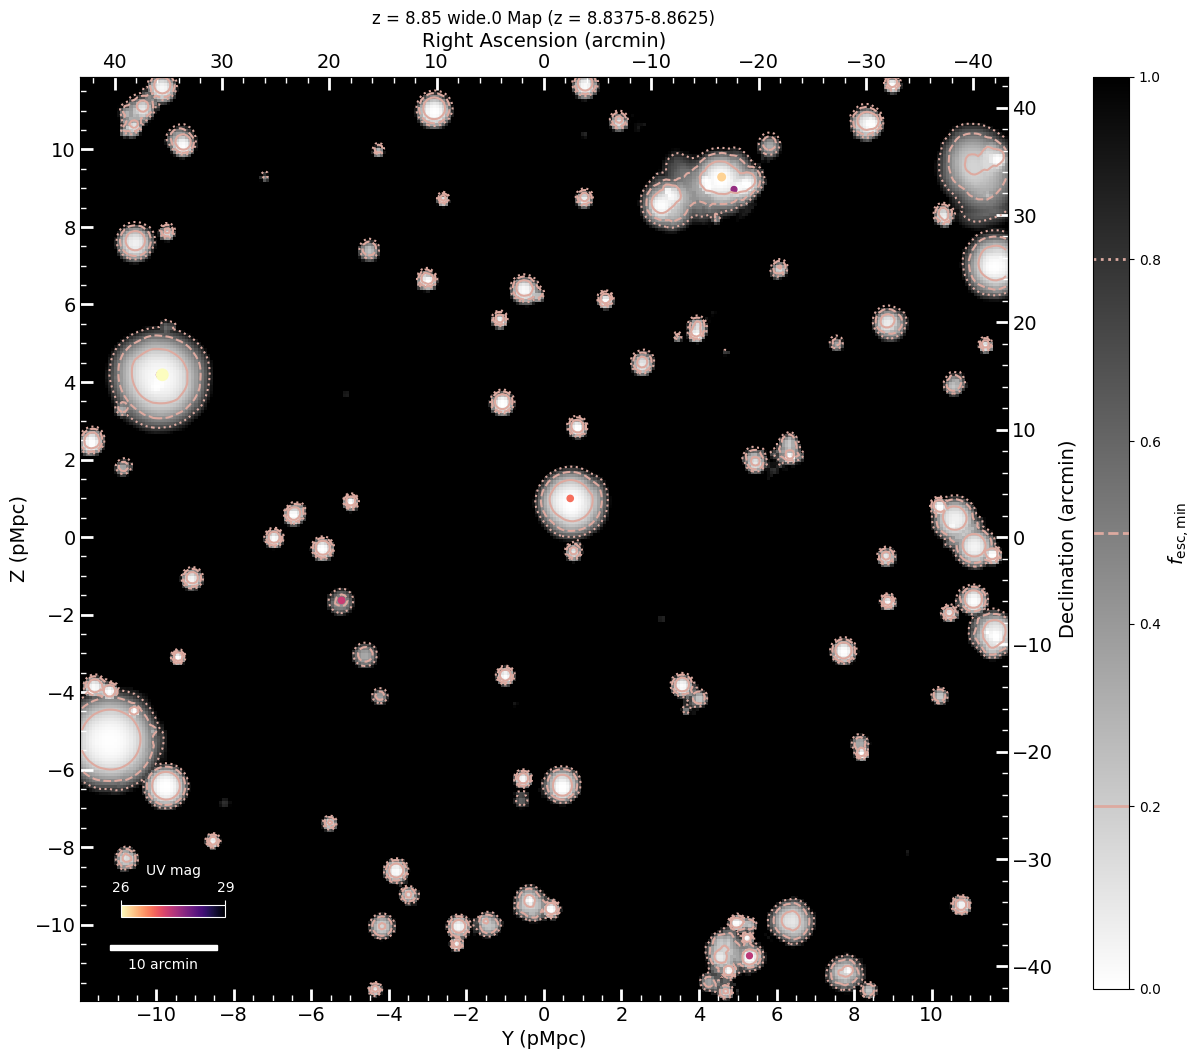 z = 8.85 wide.0 Map (z = 8.8375-8.8625)
Right Ascension (arcmin)
40 30 20 10 0 −10 −20 −30 −40
10
8
6
4
2
0
−2
−4
−6
−8
−10
Z (pMpc)
40
30
20
10
0
−10
−20
−30
−40
Declination (arcmin)
1.0
0.8
0.6
0.4
0.2
0.0
fesc, min
UV mag
26 29
10 arcmin
−10 −8 −6 −4 −2 0 2 4 6 8 10
Y (pMpc)